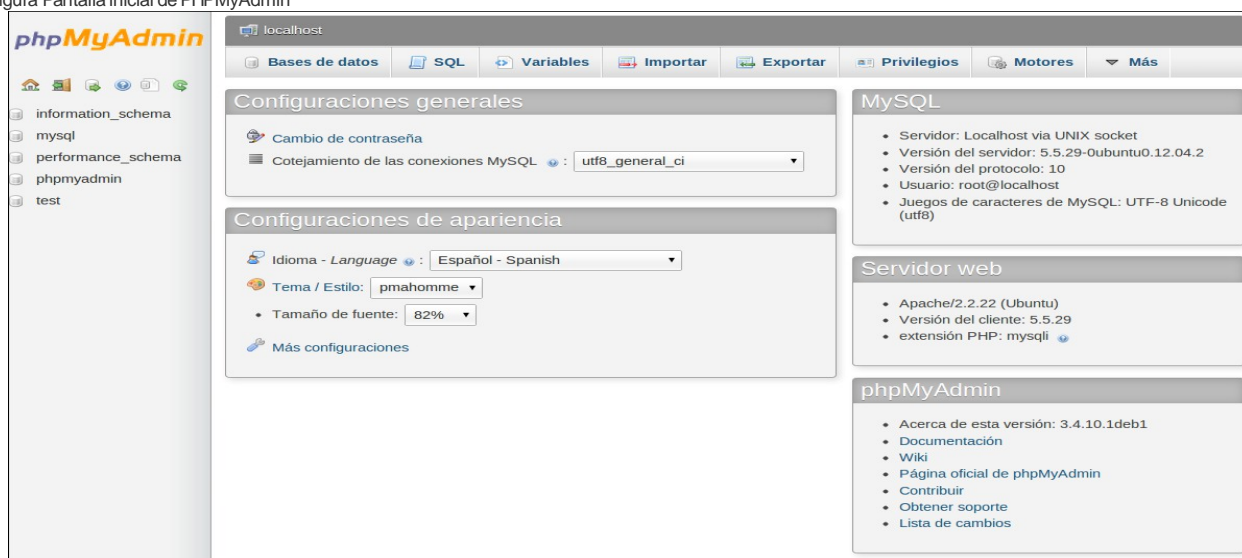 Pantalla Inicial de PHPMyAdmin
phpMyAdmin
information_schema
mysql
performance_schema
phpmyadmin
test
localhost
Bases de datos
SQL
Variables
Importar
Exportar
Privilegios
Motores
Más
Configuraciones generales
Cambio de contraseña
Cotejamiento de las conexiones MySQL : utf8_general_ci
Configuraciones de apariencia
Idioma - Language : Español - Spanish
Tema / Estilo: pmahomme
Tamaño de fuente: 82%
Más configuraciones
MySQL
Servidor: Localhost via UNIX socket
Versión del servidor: 5.5.29-0ubuntu0.12.04.2
Versión del protocolo: 10
Usuario: root@localhost
Juegos de caracteres de MySQL: UTF-8 Unicode
(utf8)
Servidor web
Apache/2.2.22 (Ubuntu)
Versión del cliente: 5.5.29
extensión PHP: mysqli
phpMyAdmin
Acerca de esta versión: 3.4.10.1deb1
Documentación
Wiki
Página oficial de phpMyAdmin
Contribuir
Obtener soporte
Lista de cambios